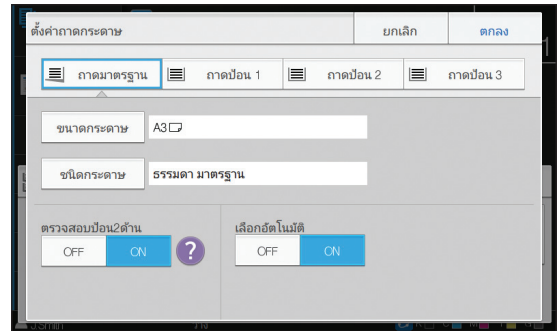 ตั้งค่าถาดกระดาษ ยกเลิก ตกลง
ถาดมาตรฐาน ถาดป้อน 1 ถาดป้อน 2 ถาดป้อน 3
ขนาดกระดาษ A3
ชนิดกระดาษ ธรรมดา มาตรฐาน
ตรวจสอบป้อน2ด้าน เลือกอัตโนมัติ
OFF ON ? OFF ON